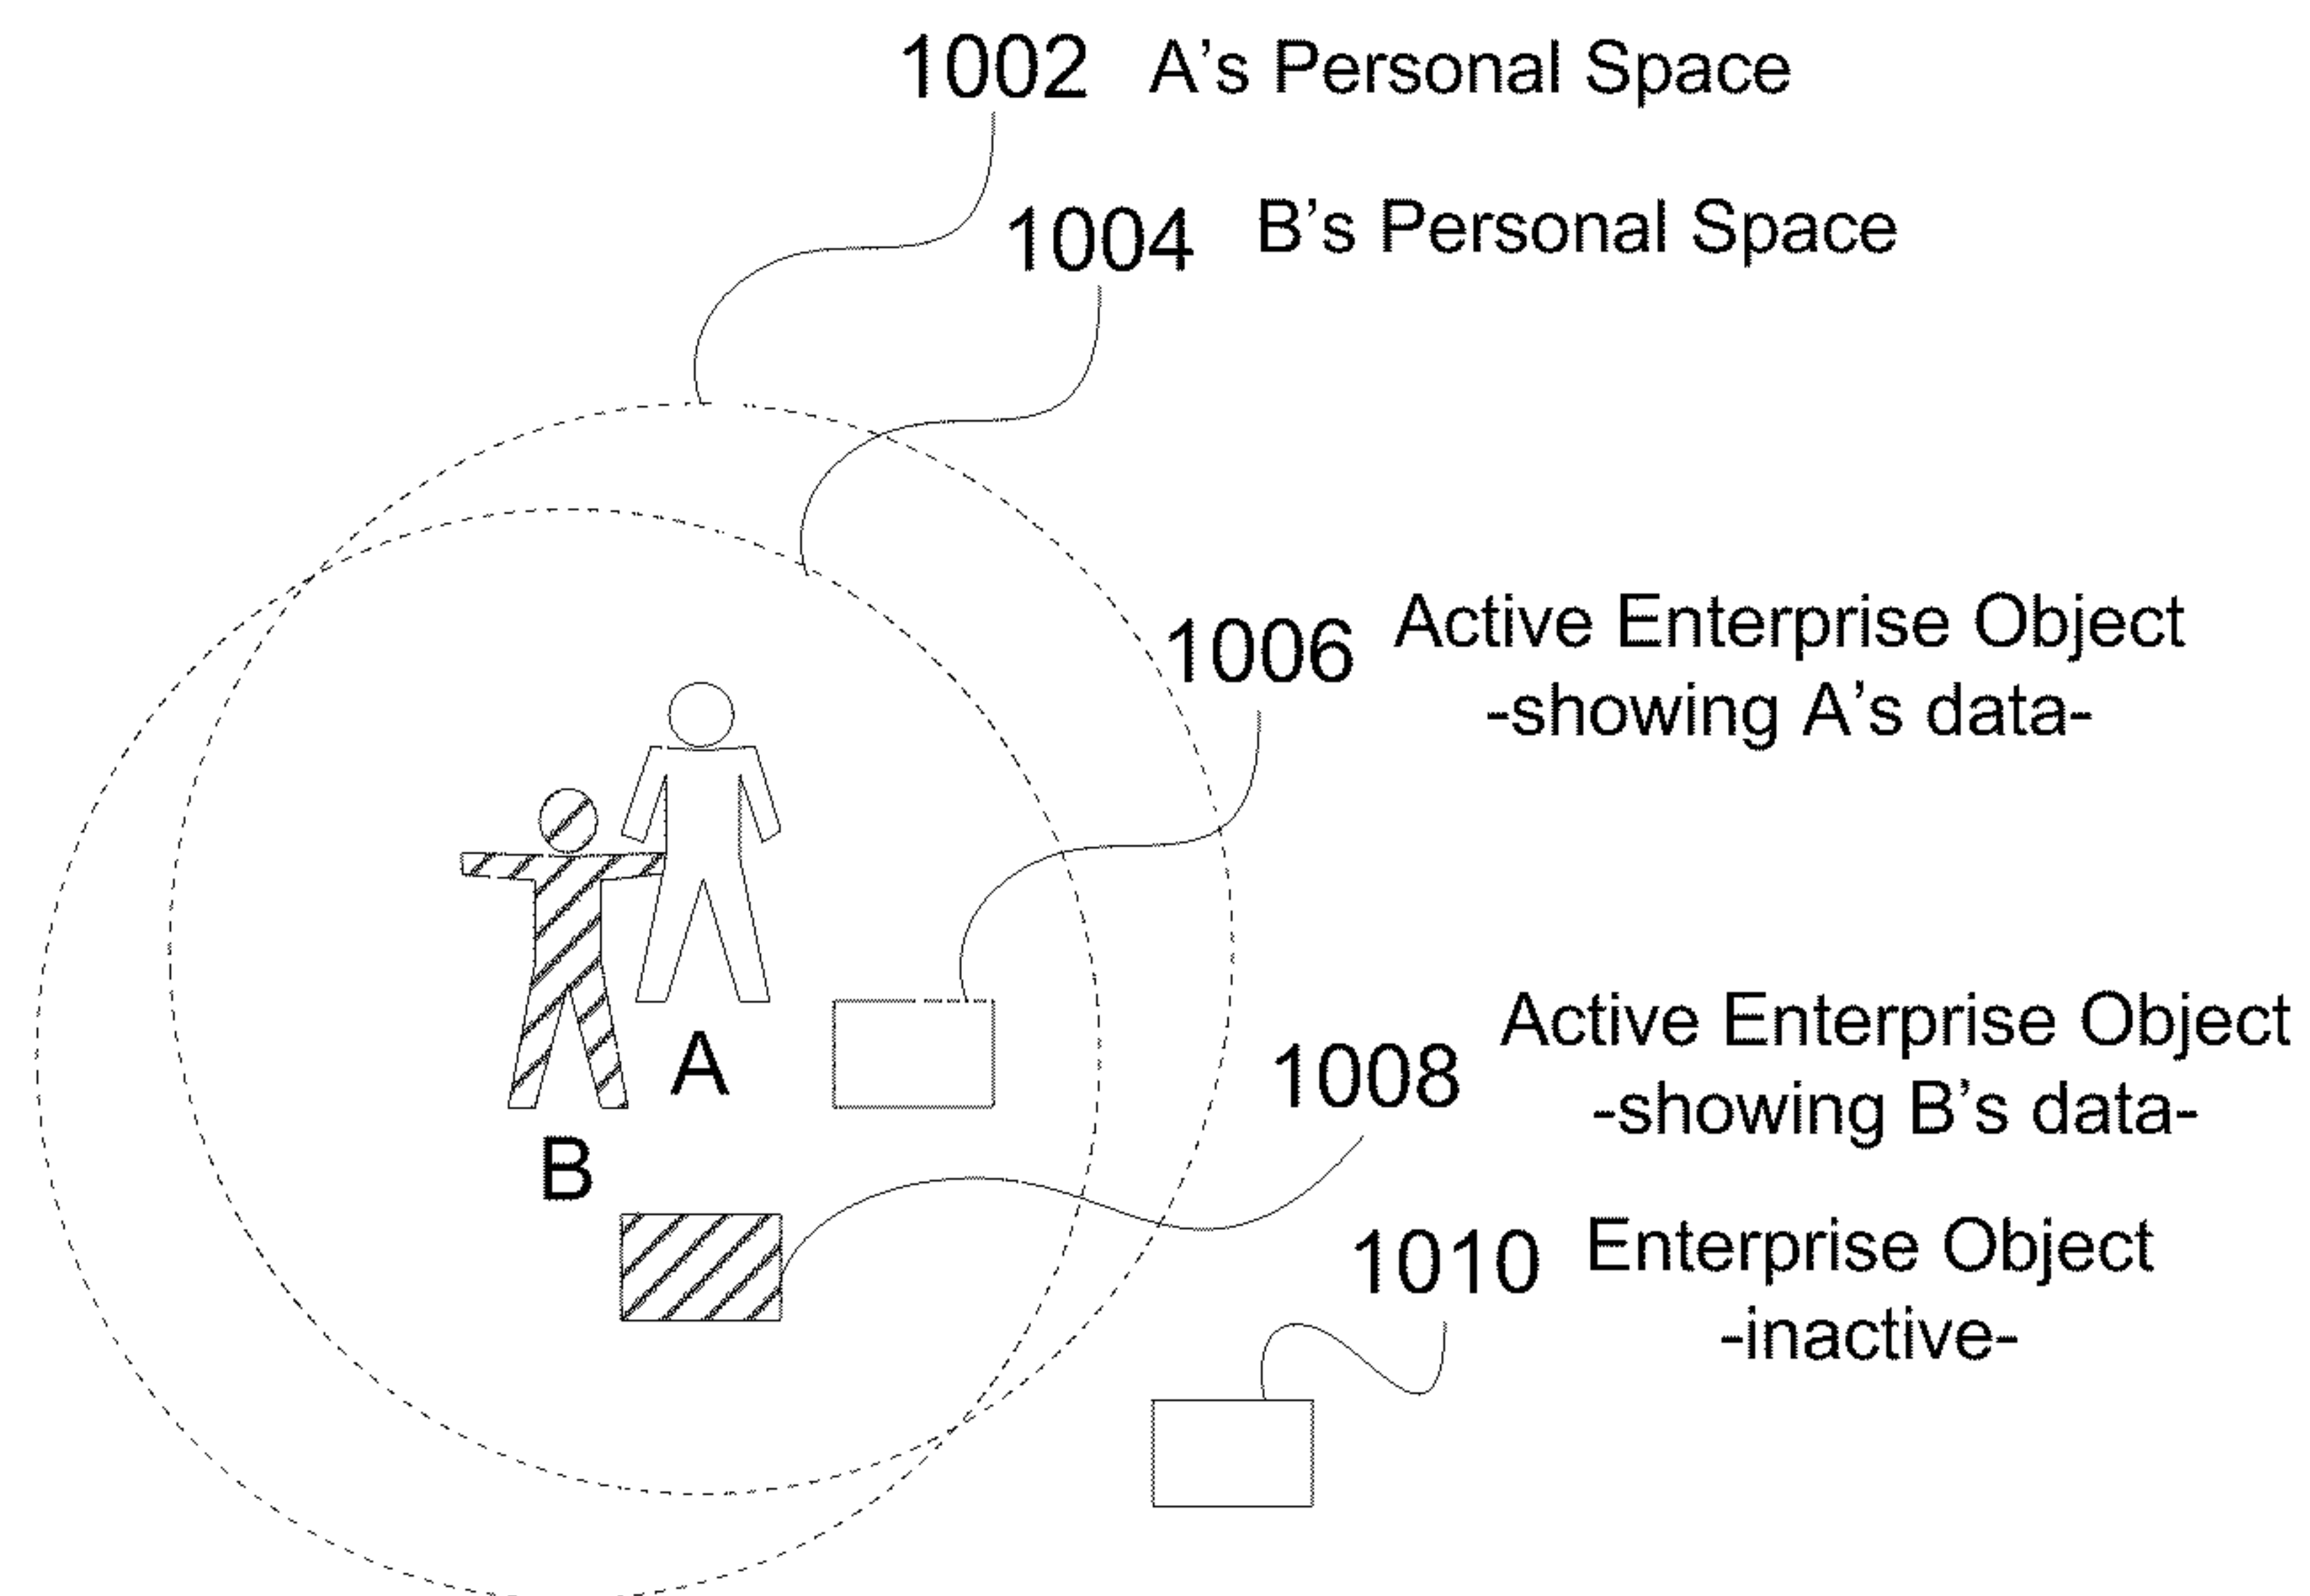 1002 A's Personal Space
1004 B's Personal Space
1006 Active Enterprise Object
-showing A's data-
A
1008 Active Enterprise Object
-showing B's data-
B
1010 Enterprise Object
-inactive-